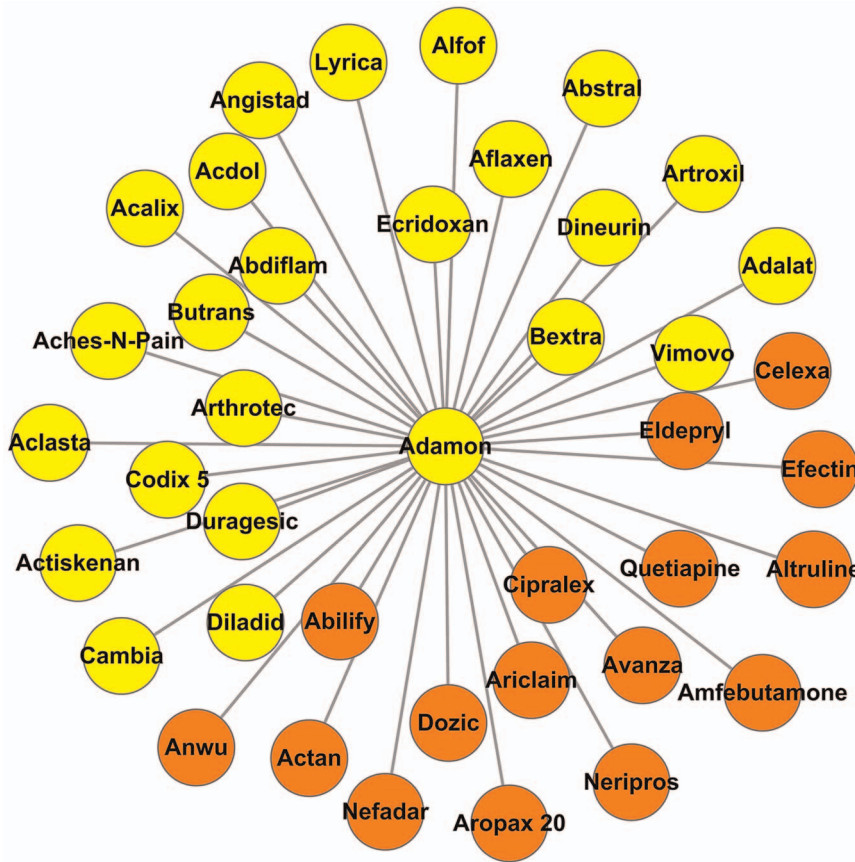 Alfof
Lyrica
Abstral
Angistad
Aflaxen
Acdol
Artroxil
Acalix
Ecridoxan
Dineurin
Abdiflam
Adalat
Butrans
Aches-N-Pain
Bextra
Vimovo
Celexa
Arthrotec
Eldepryl
Aclasta
Adamon
Efectin
Codix 5
Duragesic
Actiskenan
Quetiapine
Altruline
Cipralex
Diladid
Abilify
Cambia
Avanza
Ariclaim
Amfebutamone
Dozic
Anwu
Actan
Neripros
Nefadar
Aropax 20